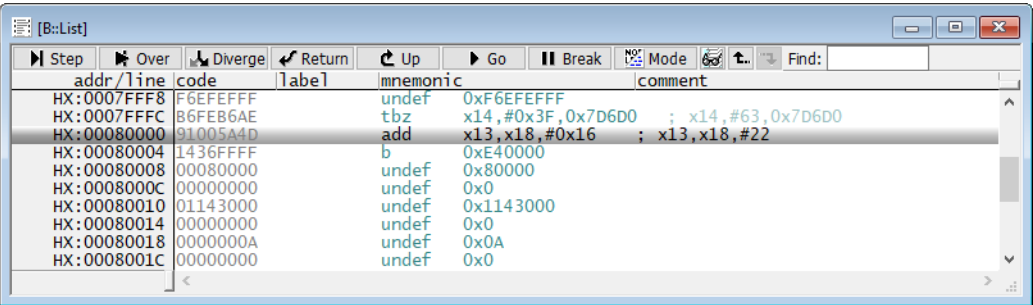 [B::List]
Step Over Diverge Return Up Go Break Mode Find:
addr/line code label mnemonic comment
HX:0007FFF8 F6EFEFFF undef 0xF6EFEFFF
HX:0007FFFC B6FEB6AE tbz x14,#0x3F,0x7D6D0 ; x14,#63,0x7D6D0
HX:00080000 91005A4D add x13,x18,#0x16 ; x13,x18,#22
HX:00080004 1436FFFF b 0xE40000
HX:00080008 00080000 undef 0x80000
HX:0008000C 00000000 undef 0x0
HX:00080010 01143000 undef 0x1143000
HX:00080014 00000000 undef 0x0
HX:00080018 0000000A undef 0x0A
HX:0008001C 00000000 undef 0x0